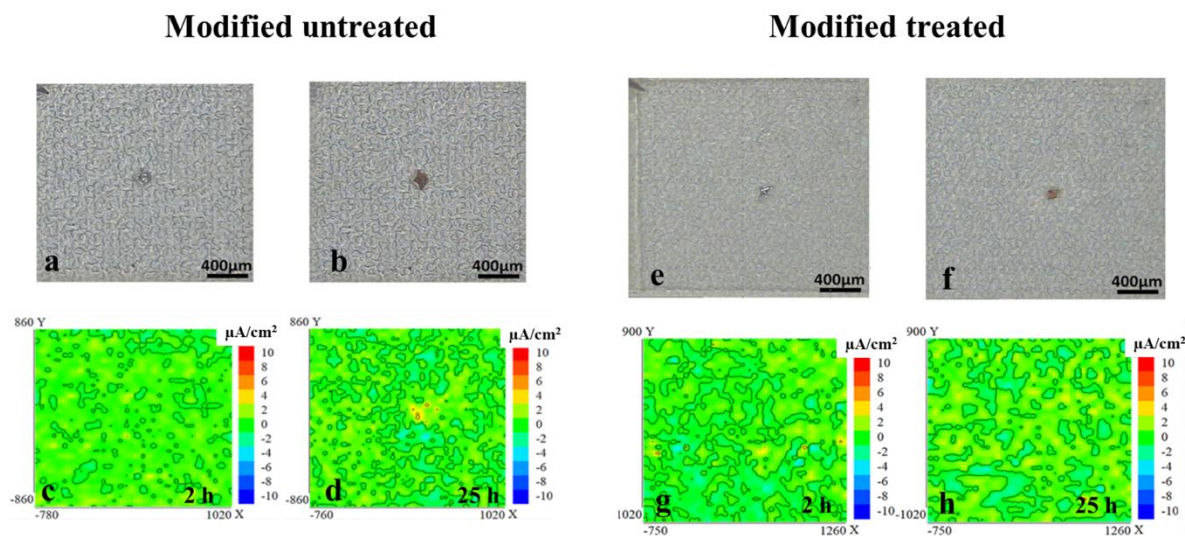 Modified untreated
Modified treated
a
400µm
b
400µm
e
400µm
f
400µm
860 Y
µA/cm²
10
8
6
4
2
0
-2
-4
-6
-8
-10
c
2 h
-860
-780
1020 X
860 Y
µA/cm²
10
8
6
4
2
0
-2
-4
-6
-8
-10
d
25 h
-860
-760
1020 X
900 Y
µA/cm²
10
8
6
4
2
0
-2
-4
-6
-8
-10
g
2 h
1020
-750
1260 X
900 Y
µA/cm²
10
8
6
4
2
0
-2
-4
-6
-8
-10
h
25 h
-1020
-750
1260 X